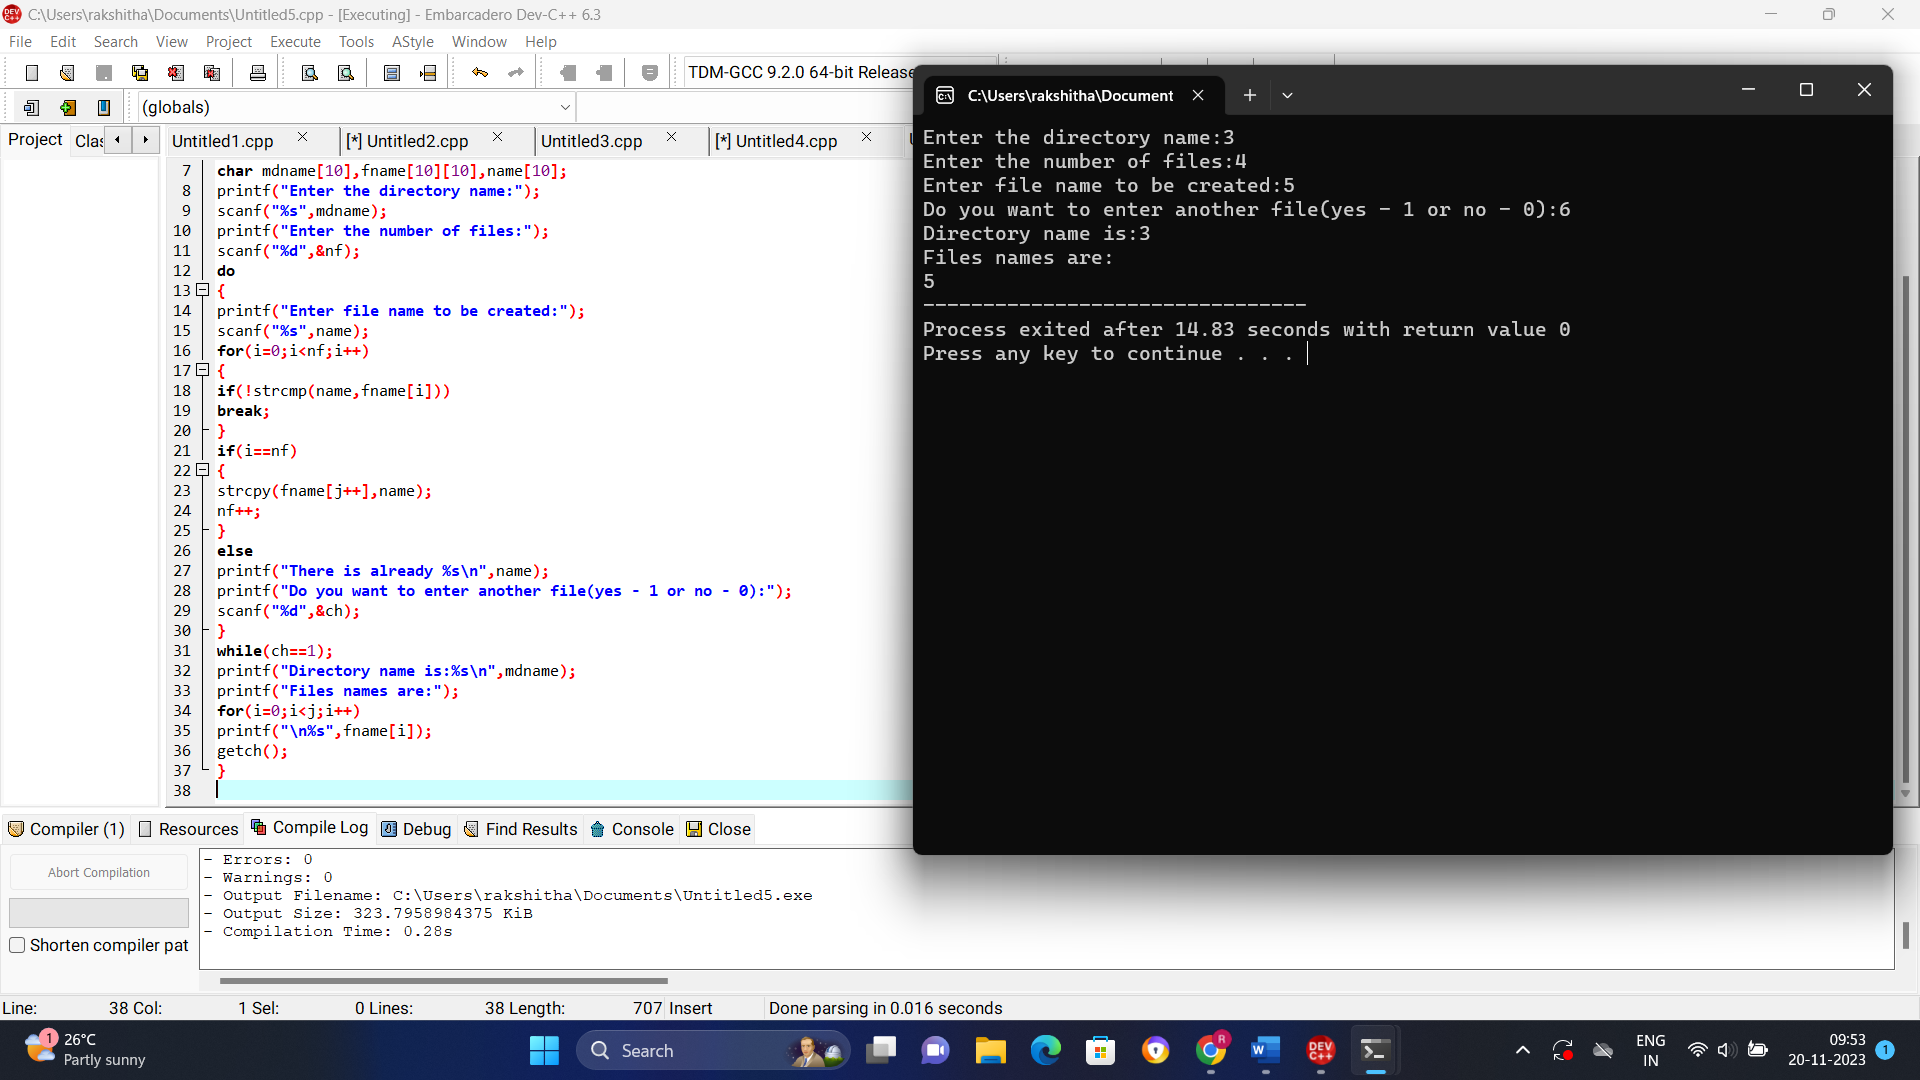 C:\Users\rakshitha\Documents\Untitled5.cpp - [Executing] - Embarcadero Dev-C++ 6.3
File Edit Search View Project Execute Tools AStyle Window Help
TDM-GCC 9.2.0 64-bit Release
(globals)
Project Clas
Untitled1.cpp [*] Untitled2.cpp Untitled3.cpp [*] Untitled4.cpp
7 char mdname[10],fname[10][10],name[10];
8 printf("Enter the directory name:");
9 scanf("%s",mdname);
10 printf("Enter the number of files:");
11 scanf("%d",&nf);
12 do
13 {
14 printf("Enter file name to be created:");
15 scanf("%s",name);
16 for(i=0;i<nf;i++)
17 {
18 if(!strcmp(name,fname[i]))
19 break;
20 }
21 if(i==nf)
22 {
23 strcpy(fname[j++],name);
24 nf++;
25 }
26 else
27 printf("There is already %s\n",name);
28 printf("Do you want to enter another file(yes - 1 or no - 0):");
29 scanf("%d",&ch);
30 }
31 while(ch==1);
32 printf("Directory name is:%s\n",mdname);
33 printf("Files names are:");
34 for(i=0;i<j;i++)
35 printf("\n%s",fname[i]);
36 getch();
37 }
38
C:\Users\rakshitha\Document
Enter the directory name:3
Enter the number of files:4
Enter file name to be created:5
Do you want to enter another file(yes - 1 or no - 0):6
Directory name is:3
Files names are:
5
--------------------------------
Process exited after 14.83 seconds with return value 0
Press any key to continue . . .
Compiler (1) Resources Compile Log Debug Find Results Console Close
Abort Compilation
Shorten compiler pat
- Errors: 0
- Warnings: 0
- Output Filename: C:\Users\rakshitha\Documents\Untitled5.exe
- Output Size: 323.7958984375 KiB
- Compilation Time: 0.28s
Line: 38 Col: 1 Sel: 0 Lines: 38 Length: 707 Insert Done parsing in 0.016 seconds
1
26°C
Partly sunny
Search
R
W
DEV C++
ENG
IN
09:53
20-11-2023
1